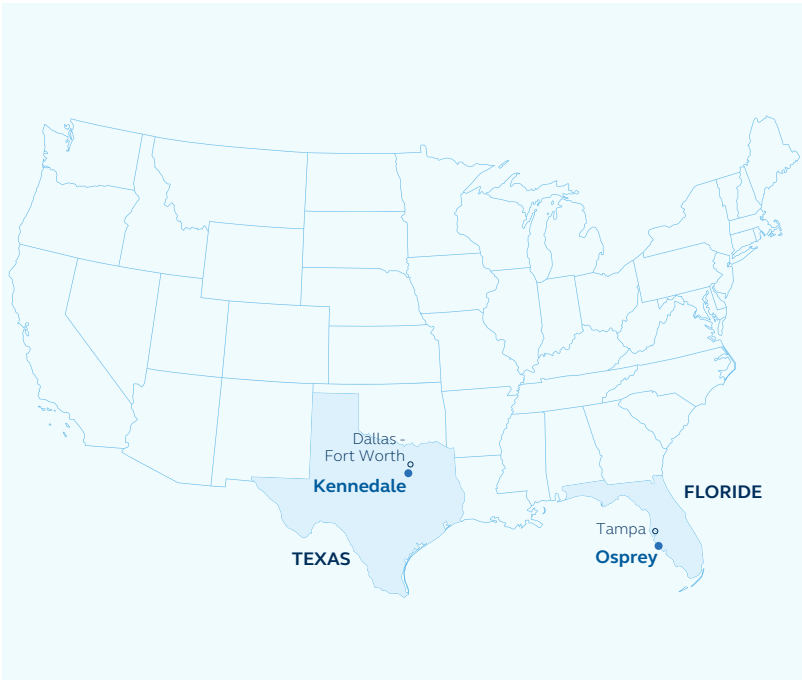 Dallas -
Fort Worth
Kennedale
TEXAS
FLORIDE
Tampa
Osprey